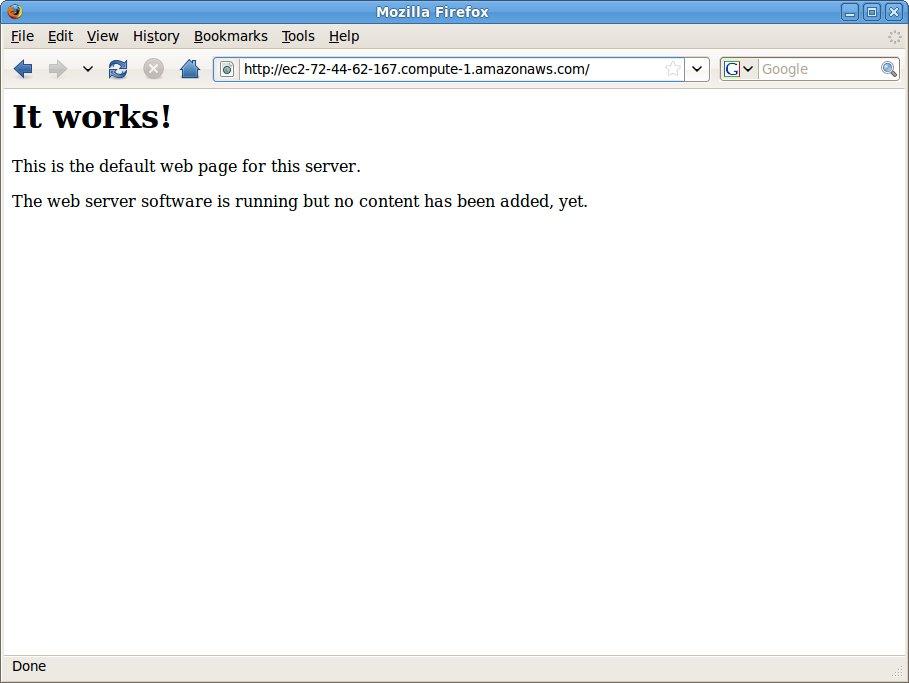 Mozilla Firefox
File Edit View History Bookmarks Tools Help
http://ec2-72-44-62-167.compute-1.amazonaws.com/ G Google
It works!
This is the default web page for this server.
The web server software is running but no content has been added, yet.
Done